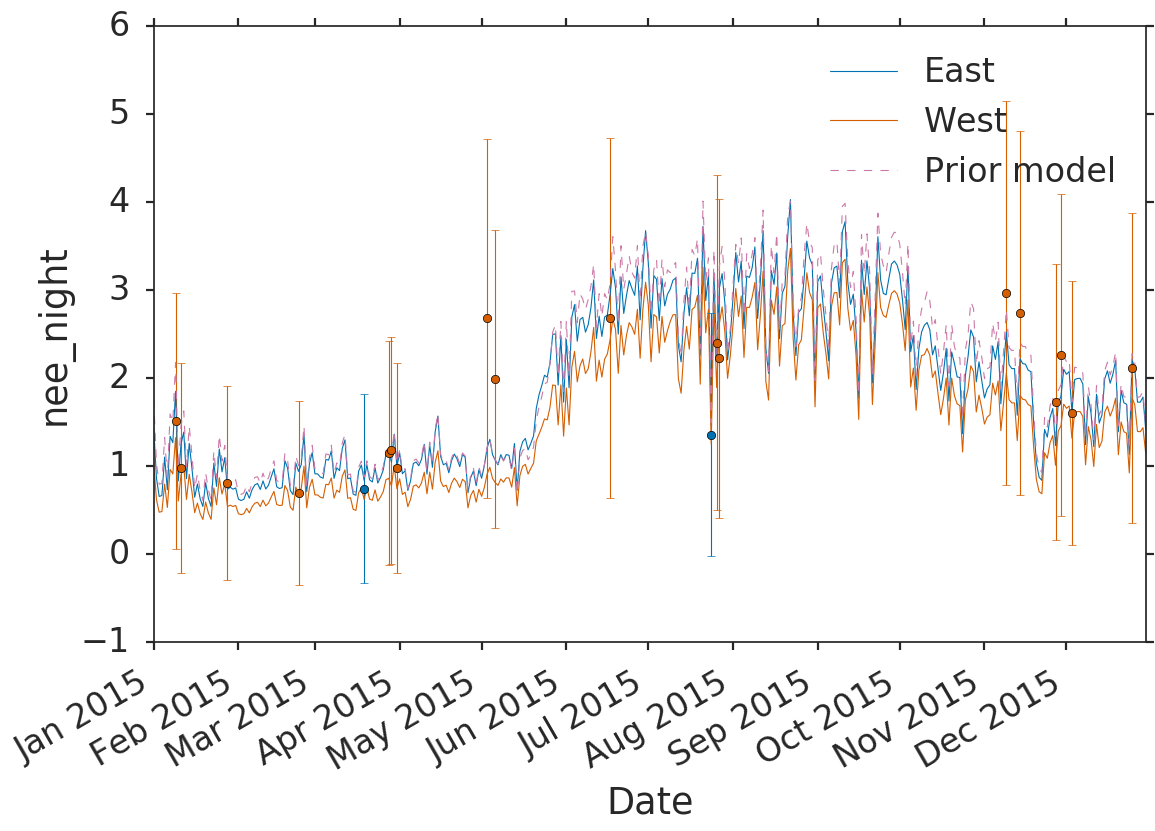 6
5
4
3
2
1
0
−1
nee_night
East
West
Prior model
Jan 2015
Feb 2015
Mar 2015
Apr 2015
May 2015
Jun 2015
Jul 2015
Aug 2015
Sep 2015
Oct 2015
Nov 2015
Dec 2015
Date